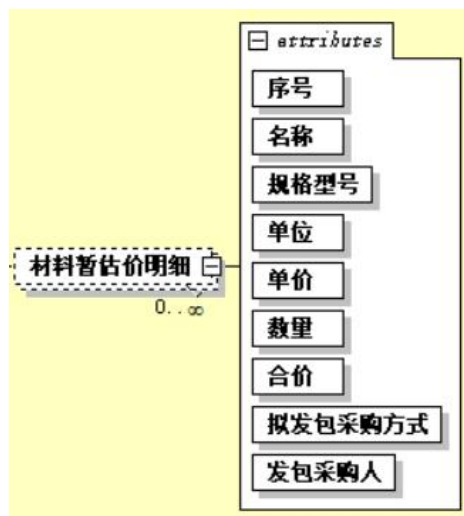 attributes
序号
名称
规格型号
单位
材料暂估价明细
单价
0..∞
数量
合价
拟发包采购方式
发包采购人